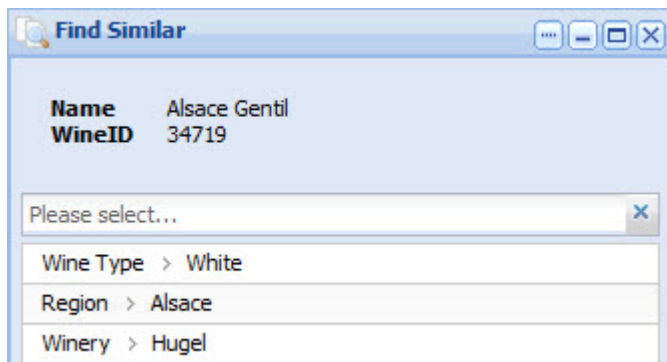 Find Similar
Name Alsace Gentil
WineID 34719
Please select...
Wine Type > White
Region > Alsace
Winery > Hugel